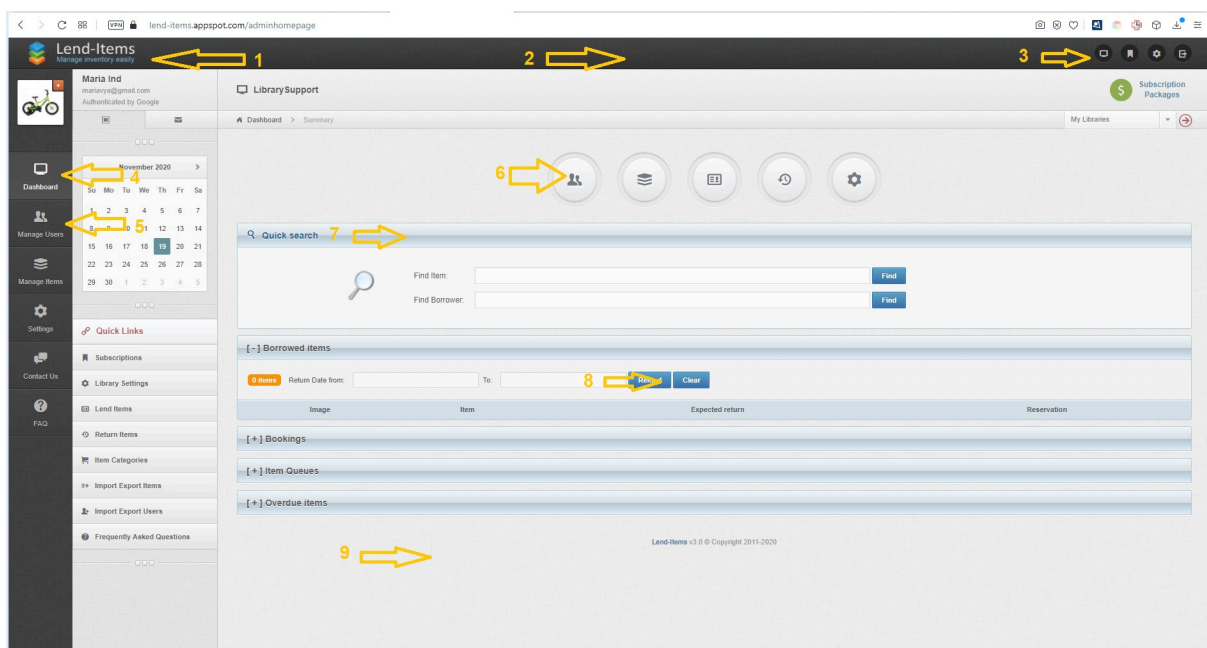 VPN lend-items.appspot.com/adminhomepage
Lend-Items
Manage inventory easily
1
2
3
Maria Ind
mariavya@gmail.com
Authenticated by Google
LibrarySupport
Subscription
Packages
Dashboard > Summary
My Libraries
Dashboard
4
Manage Users
5
Manage Items
Settings
Contact Us
FAQ
November 2020
Su Mo Tu We Th Fr Sa
1 2 3 4 5 6 7
8 9 10 11 12 13 14
15 16 17 18 19 20 21
22 23 24 25 26 27 28
29 30 1 2 3 4 5
Quick Links
Subscriptions
Library Settings
Lend Items
Return Items
Item Categories
Import Export Items
Import Export Users
Frequently Asked Questions
6
Quick search 7
Find Item: Find
Find Borrower: Find
[ - ] Borrowed items
0 items Return Date from: To: 8 Reload Clear
Image Item Expected return Reservation
[ + ] Bookings
[ + ] Item Queues
[ + ] Overdue items
Lend-Items v3.0 © Copyright 2011-2020
9